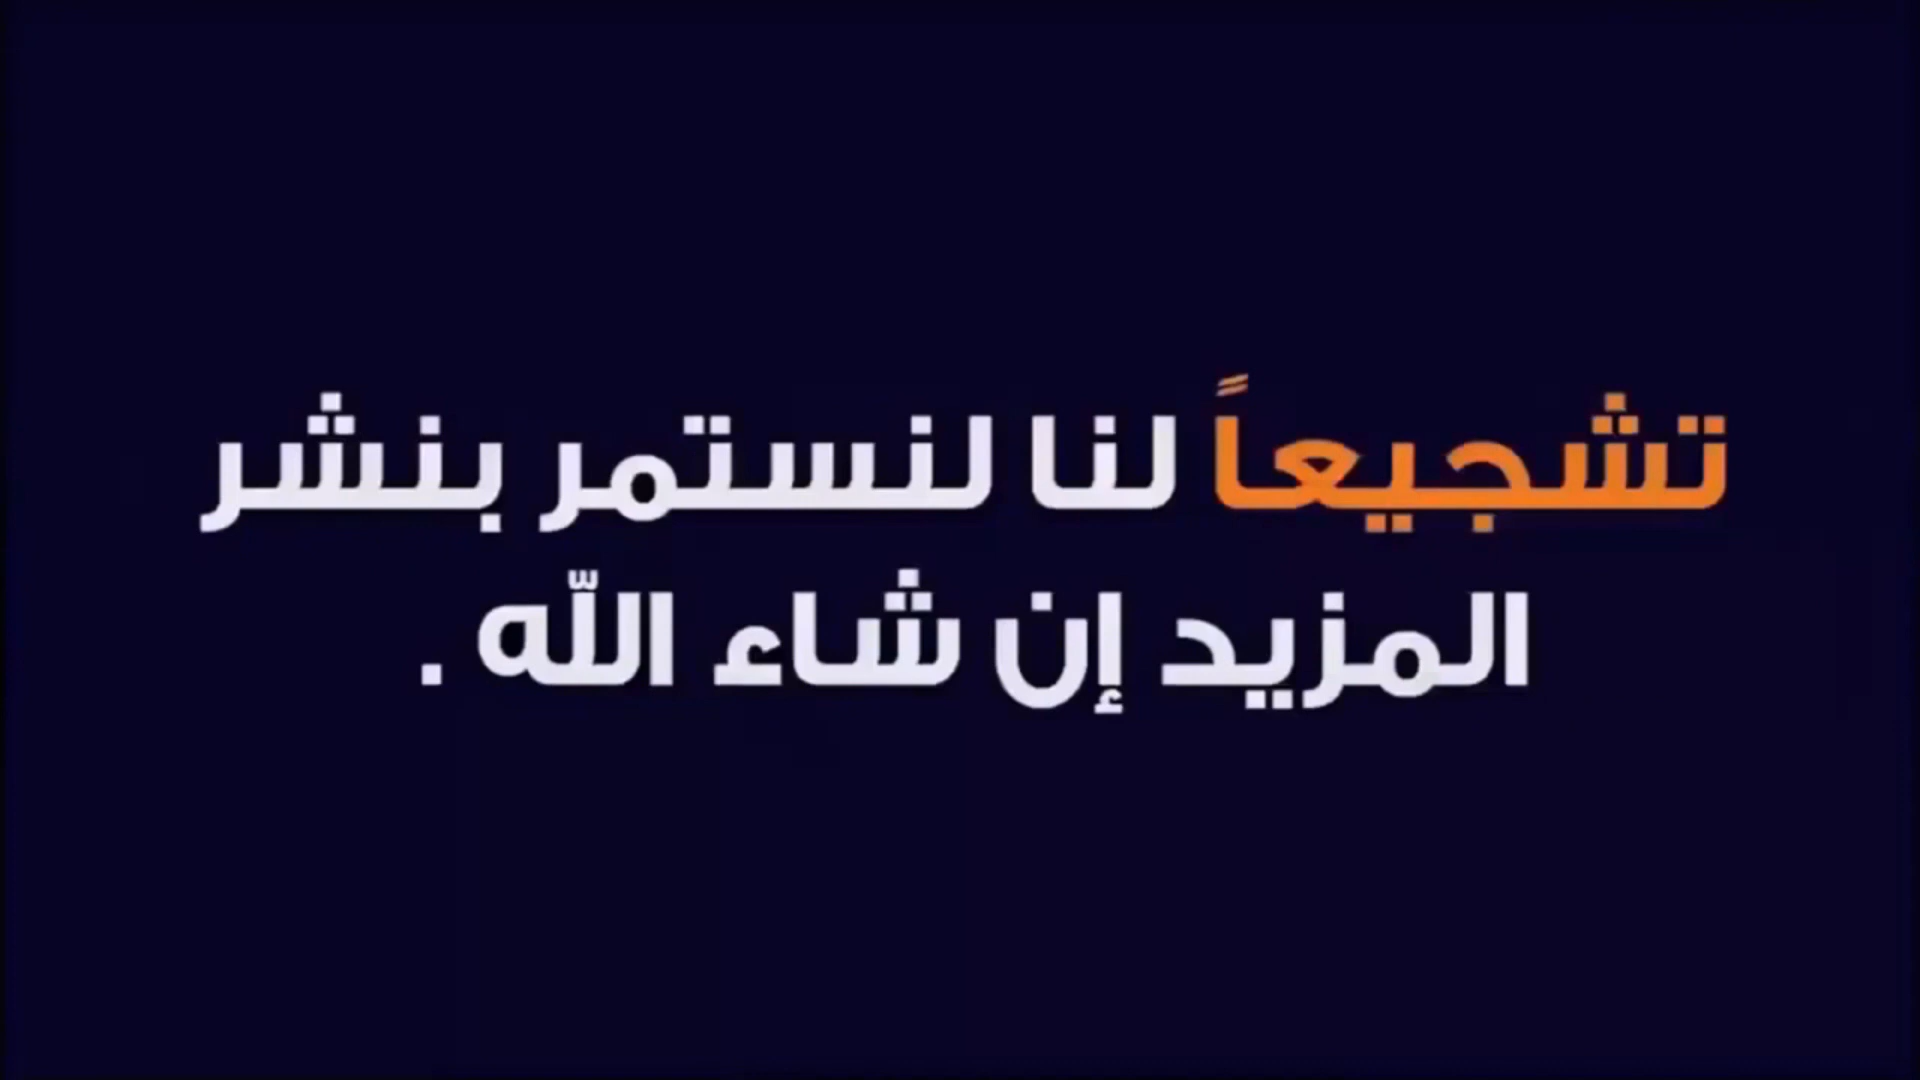 تشجيعاً لنا لنستمر بنشر
المزيد إن شاء اللّه .